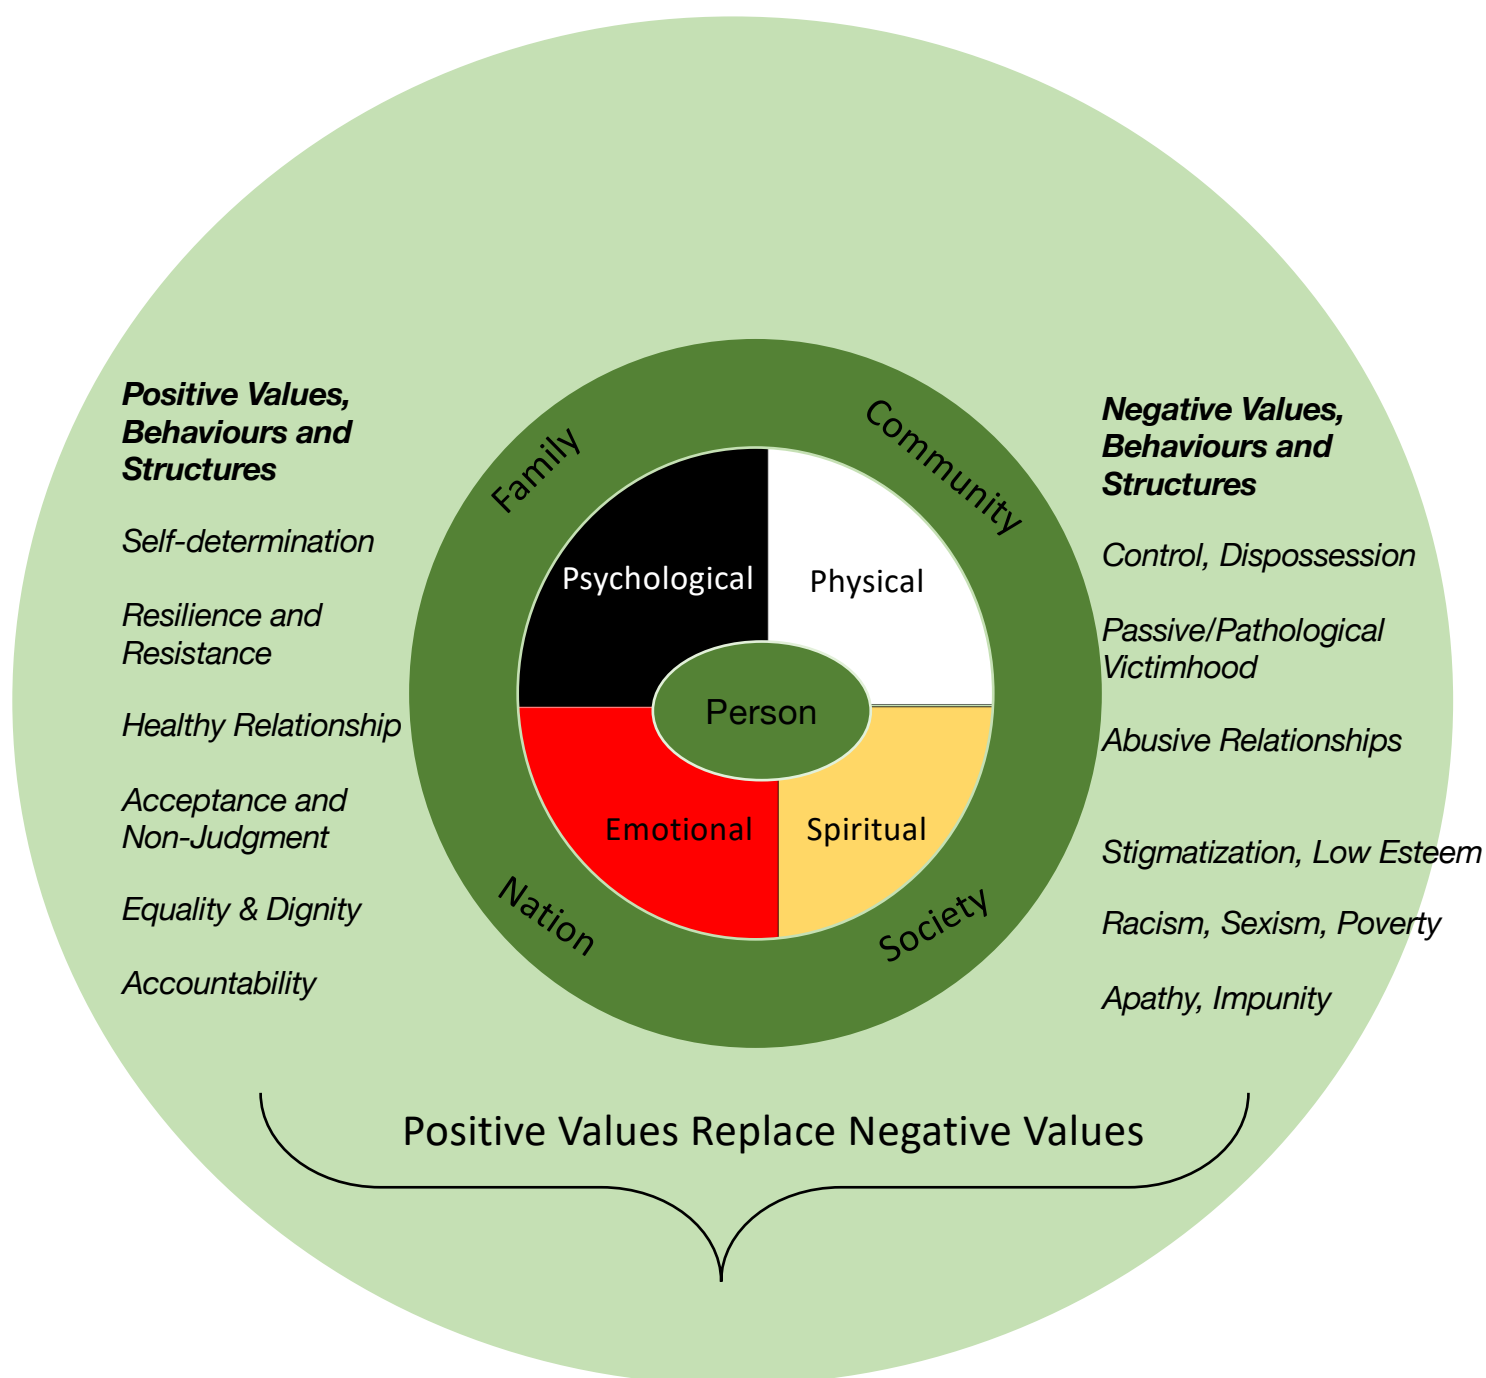 Positive Values,
Behaviours and
Structures
Self-determination
Resilience and
Resistance
Healthy Relationship
Acceptance and
Non-Judgment
Equality & Dignity
Accountability
Family
Community
Psychological
Physical
Person
Emotional
Spiritual
Nation
Society
Negative Values,
Behaviours and
Structures
Control, Dispossession
Passive/Pathological
Victimhood
Abusive Relationships
Stigmatization, Low Esteem
Racism, Sexism, Poverty
Apathy, Impunity
Positive Values Replace Negative Values